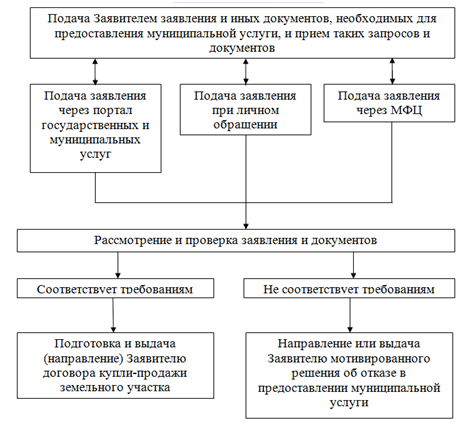 Подача Заявителем заявления и иных документов, необходимых для
предоставления муниципальной услуги, и прием таких запросов и
документов
Подача заявления
через портал
государственных и
муниципальных
услуг
Подача заявления
при личном
обращении
Подача заявления
через МФЦ
Рассмотрение и проверка заявления и документов
Соответствует требованиям
Не соответствует требованиям
Подготовка и выдача
(направление) Заявителю
договора купли-продажи
земельного участка
Направление или выдача
Заявителю мотивированного
решения об отказе в
предоставлении муниципальной
услуги